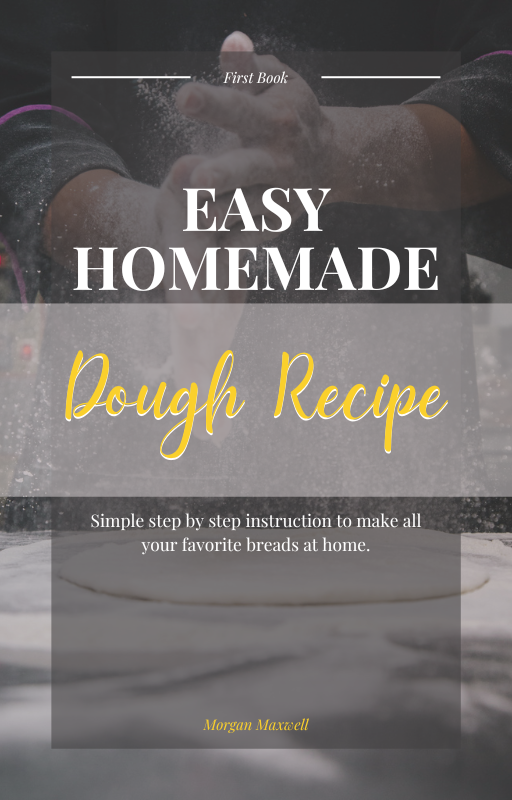 First Book
EASY
HOMEMADE
Dough Recipe
Simple step by step instruction to make all
your favorite breads at home.
Morgan Maxwell